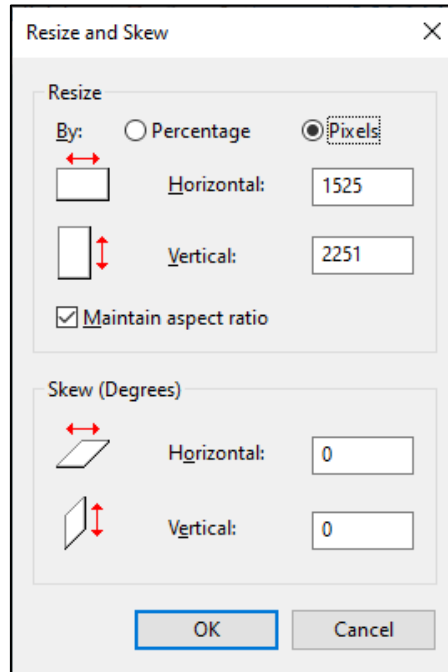 Resize and Skew
Resize
By: Percentage Pixels
Horizontal: 1525
Vertical: 2251
Maintain aspect ratio
Skew (Degrees)
Horizontal: 0
Vertical: 0
OK Cancel